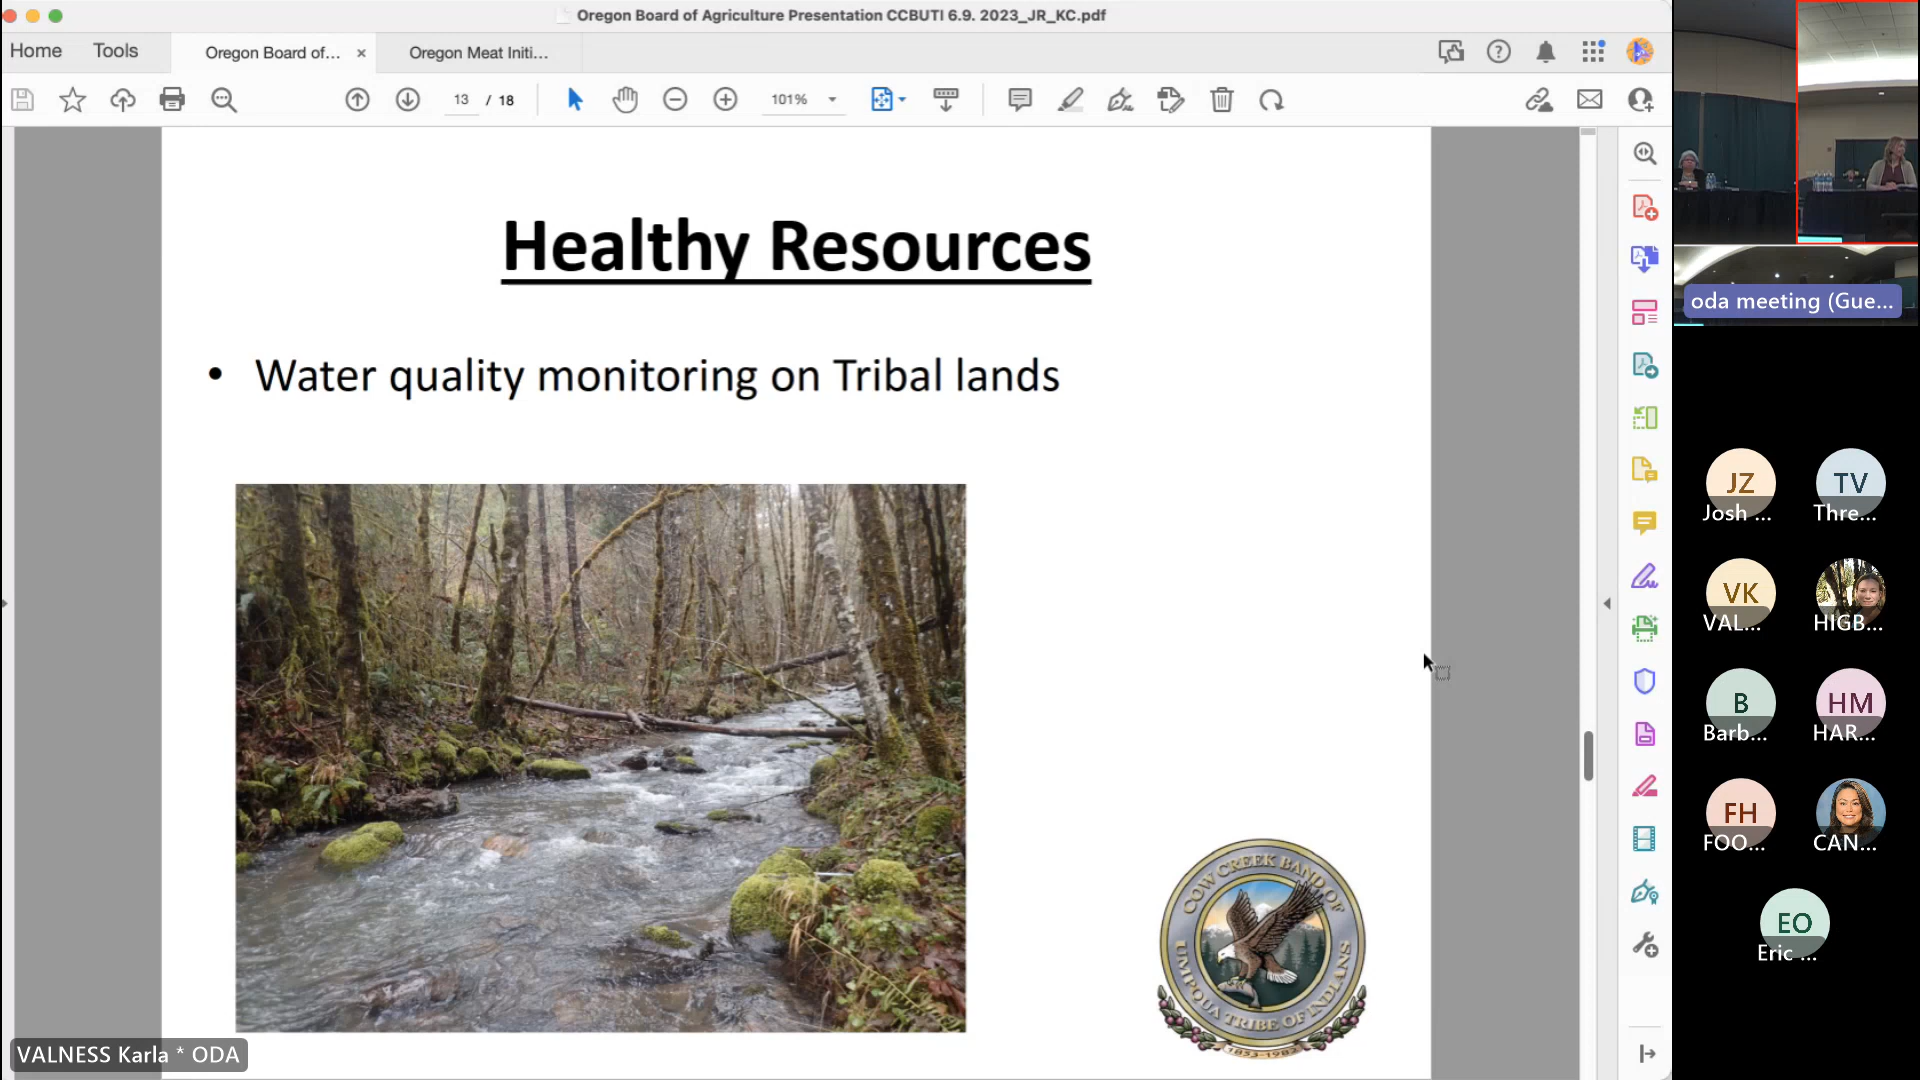 Oregon Board of Agriculture Presentation CCBUTI 6.9. 2023_JR_KC.pdf
Home
Tools
Oregon Board of...
Oregon Meat Initi...
13 / 18
101%
Healthy Resources
• Water quality monitoring on Tribal lands
COW CREEK BAND OF
UMPQUA TRIBE OF INDIANS
1853-1982
VALNESS Karla * ODA
oda meeting (Gue...
JZ
Josh ...
TV
Thre...
VK
VAL...
HIGB...
B
Barb...
HM
HAR...
FH
FOO...
CAN...
EO
Eric ...